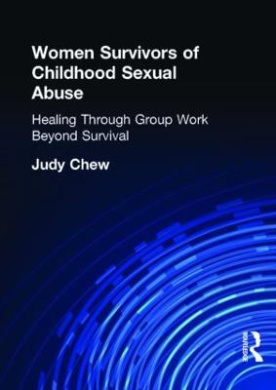 Women Survivors of
Childhood Sexual
Abuse
Healing Through Group Work
Beyond Survival
Judy Chew
ROUTLEDGE